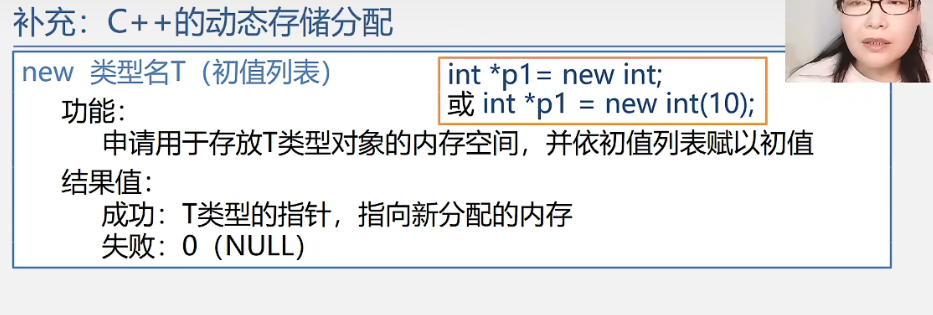 补充：C++的动态存储分配
new 类型名T（初值列表）
int *p1= new int;
或 int *p1 = new int(10);
功能：
申请用于存放T类型对象的内存空间，并依初值列表赋以初值
结果值：
成功：T类型的指针，指向新分配的内存
失败：0（NULL）